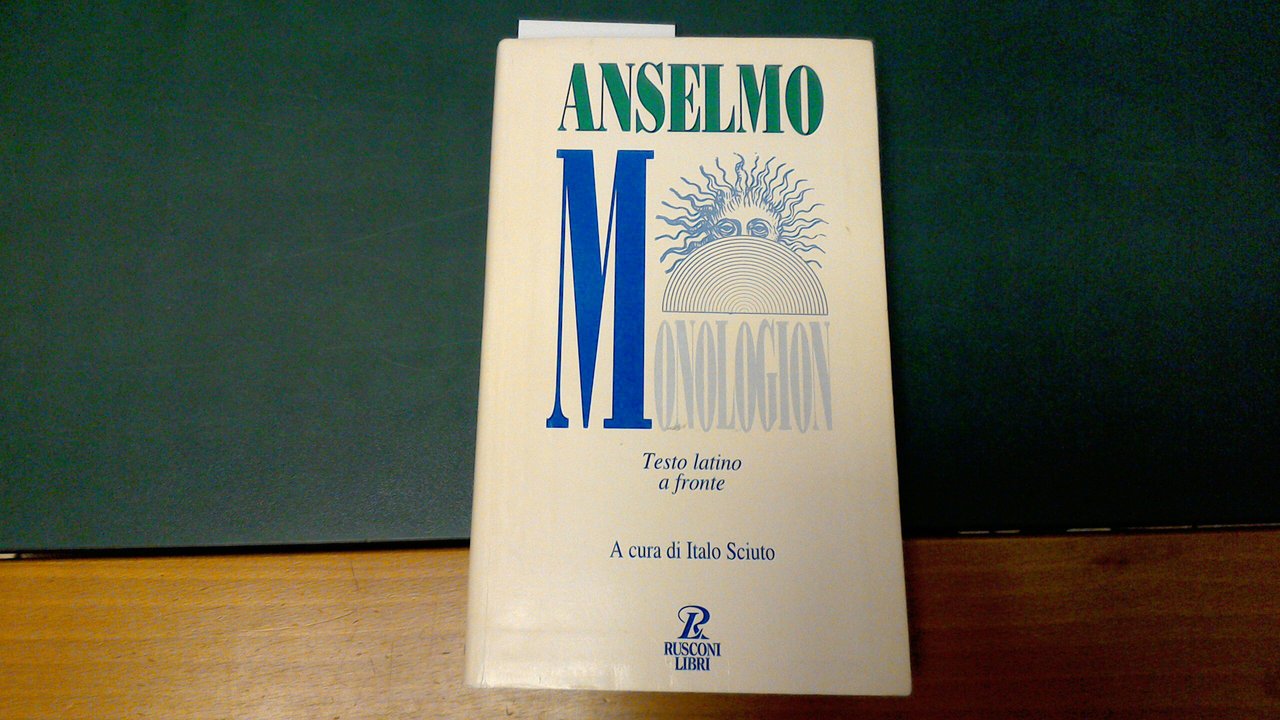 ANSELMO
MONOLOGION
Testo latino
a fronte
A cura di Italo Sciuto
RUSCONI
LIBRI